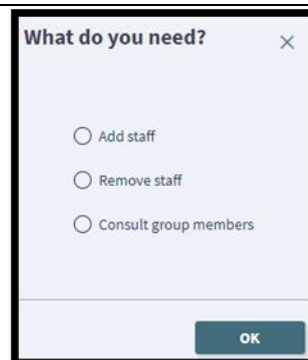 What do you need?
Add staff
Remove staff
Consult group members
OK